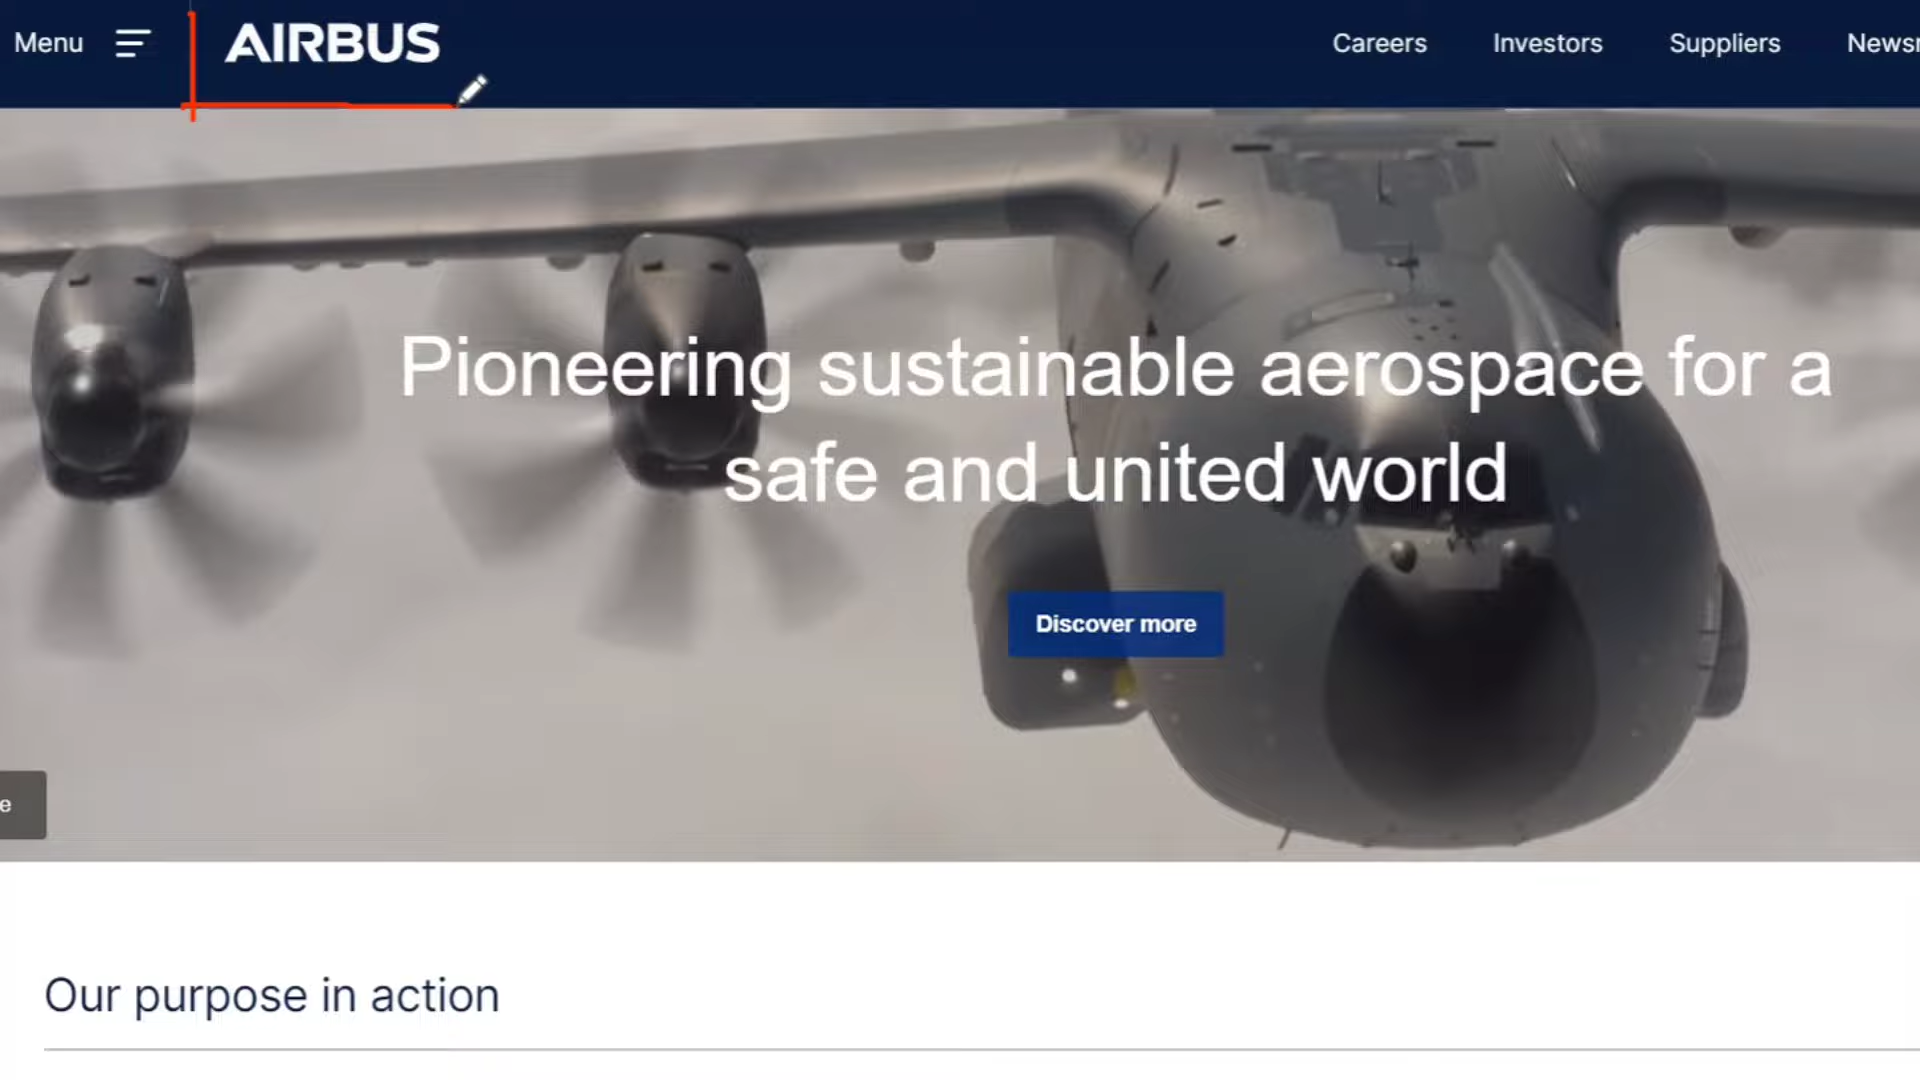 Menu
AIRBUS
Careers
Investors
Suppliers
Newsr
Pioneering sustainable aerospace for a
safe and united world
Discover more
e
Our purpose in action